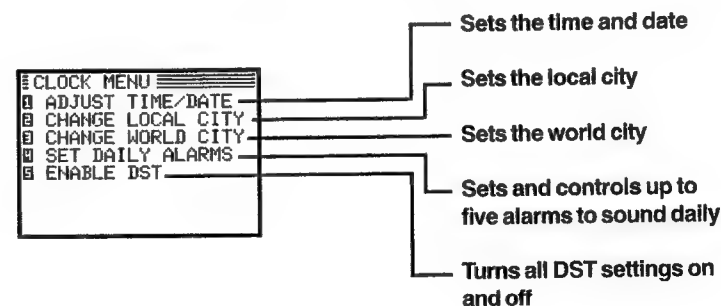 CLOCK MENU
1 ADJUST TIME/DATE
2 CHANGE LOCAL CITY
3 CHANGE WORLD CITY
4 SET DAILY ALARMS
5 ENABLE DST
Sets the time and date
Sets the local city
Sets the world city
Sets and controls up to
five alarms to sound daily
Turns all DST settings on
and off